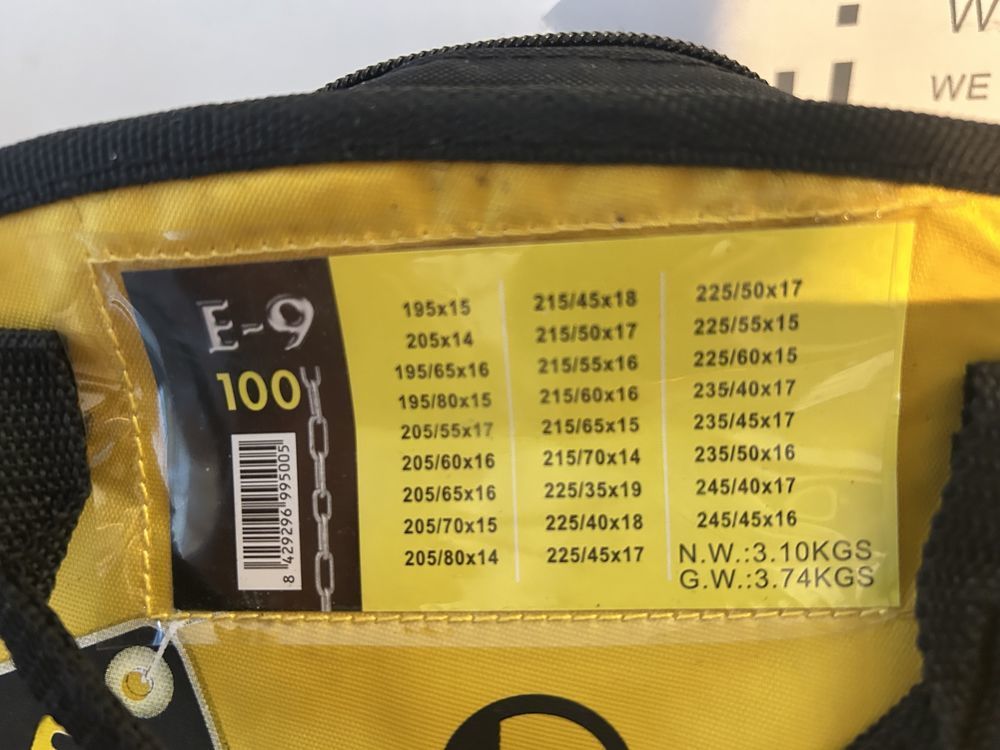 WE
E-9
100
8 429296 995005
195x15
205x14
195/65x16
195/80x15
205/55x17
205/60x16
205/65x16
205/70x15
205/80x14
215/45x18
215/50x17
215/55x16
215/60x16
215/65x15
215/70x14
225/35x19
225/40x18
225/45x17
225/50x17
225/55x15
225/60x15
235/40x17
235/45x17
235/50x16
245/40x17
245/45x16
N.W.:3.10KGS
G.W.:3.74KGS